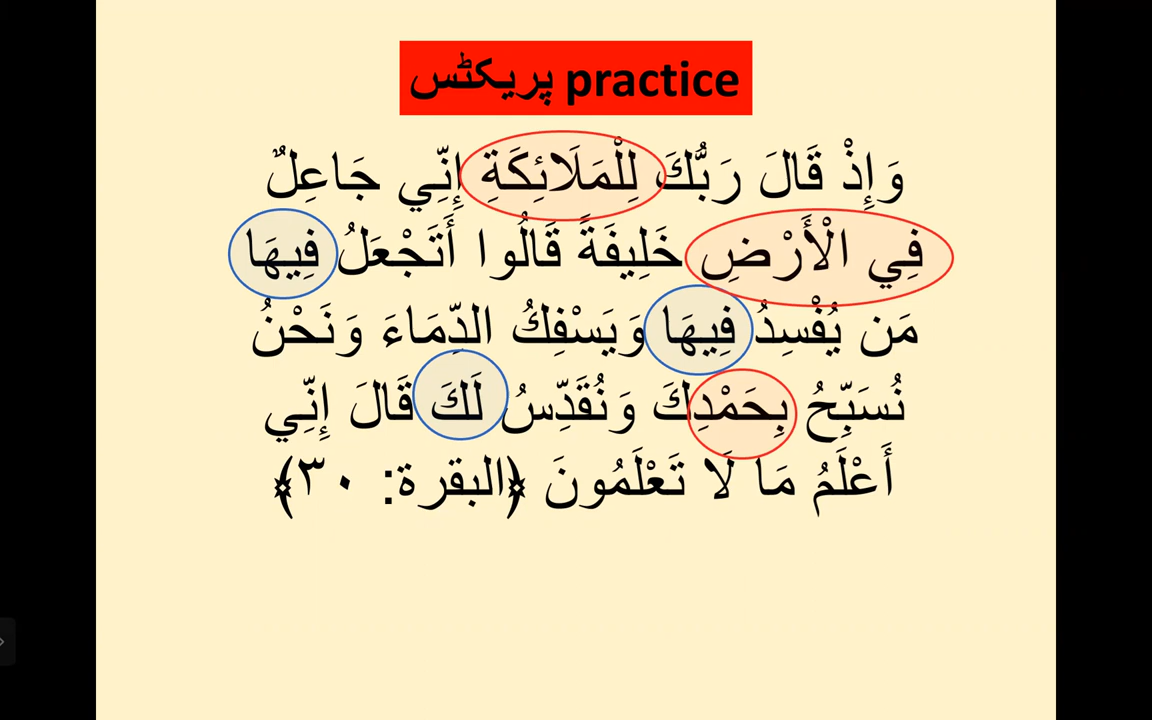 practice پریکٹس
وَإِذْ قَالَ رَبُّكَ لِلْمَلَائِكَةِ إِنِّي جَاعِلٌ
فِي الْأَرْضِ خَلِيفَةً قَالُوا أَتَجْعَلُ فِيهَا
مَن يُفْسِدُ فِيهَا وَيَسْفِكُ الدِّمَاءَ وَنَحْنُ
نُسَبِّحُ بِحَمْدِكَ وَنُقَدِّسُ لَكَ قَالَ إِنِّي
أَعْلَمُ مَا لَا تَعْلَمُونَ ﴿البقرة: ٣٠﴾